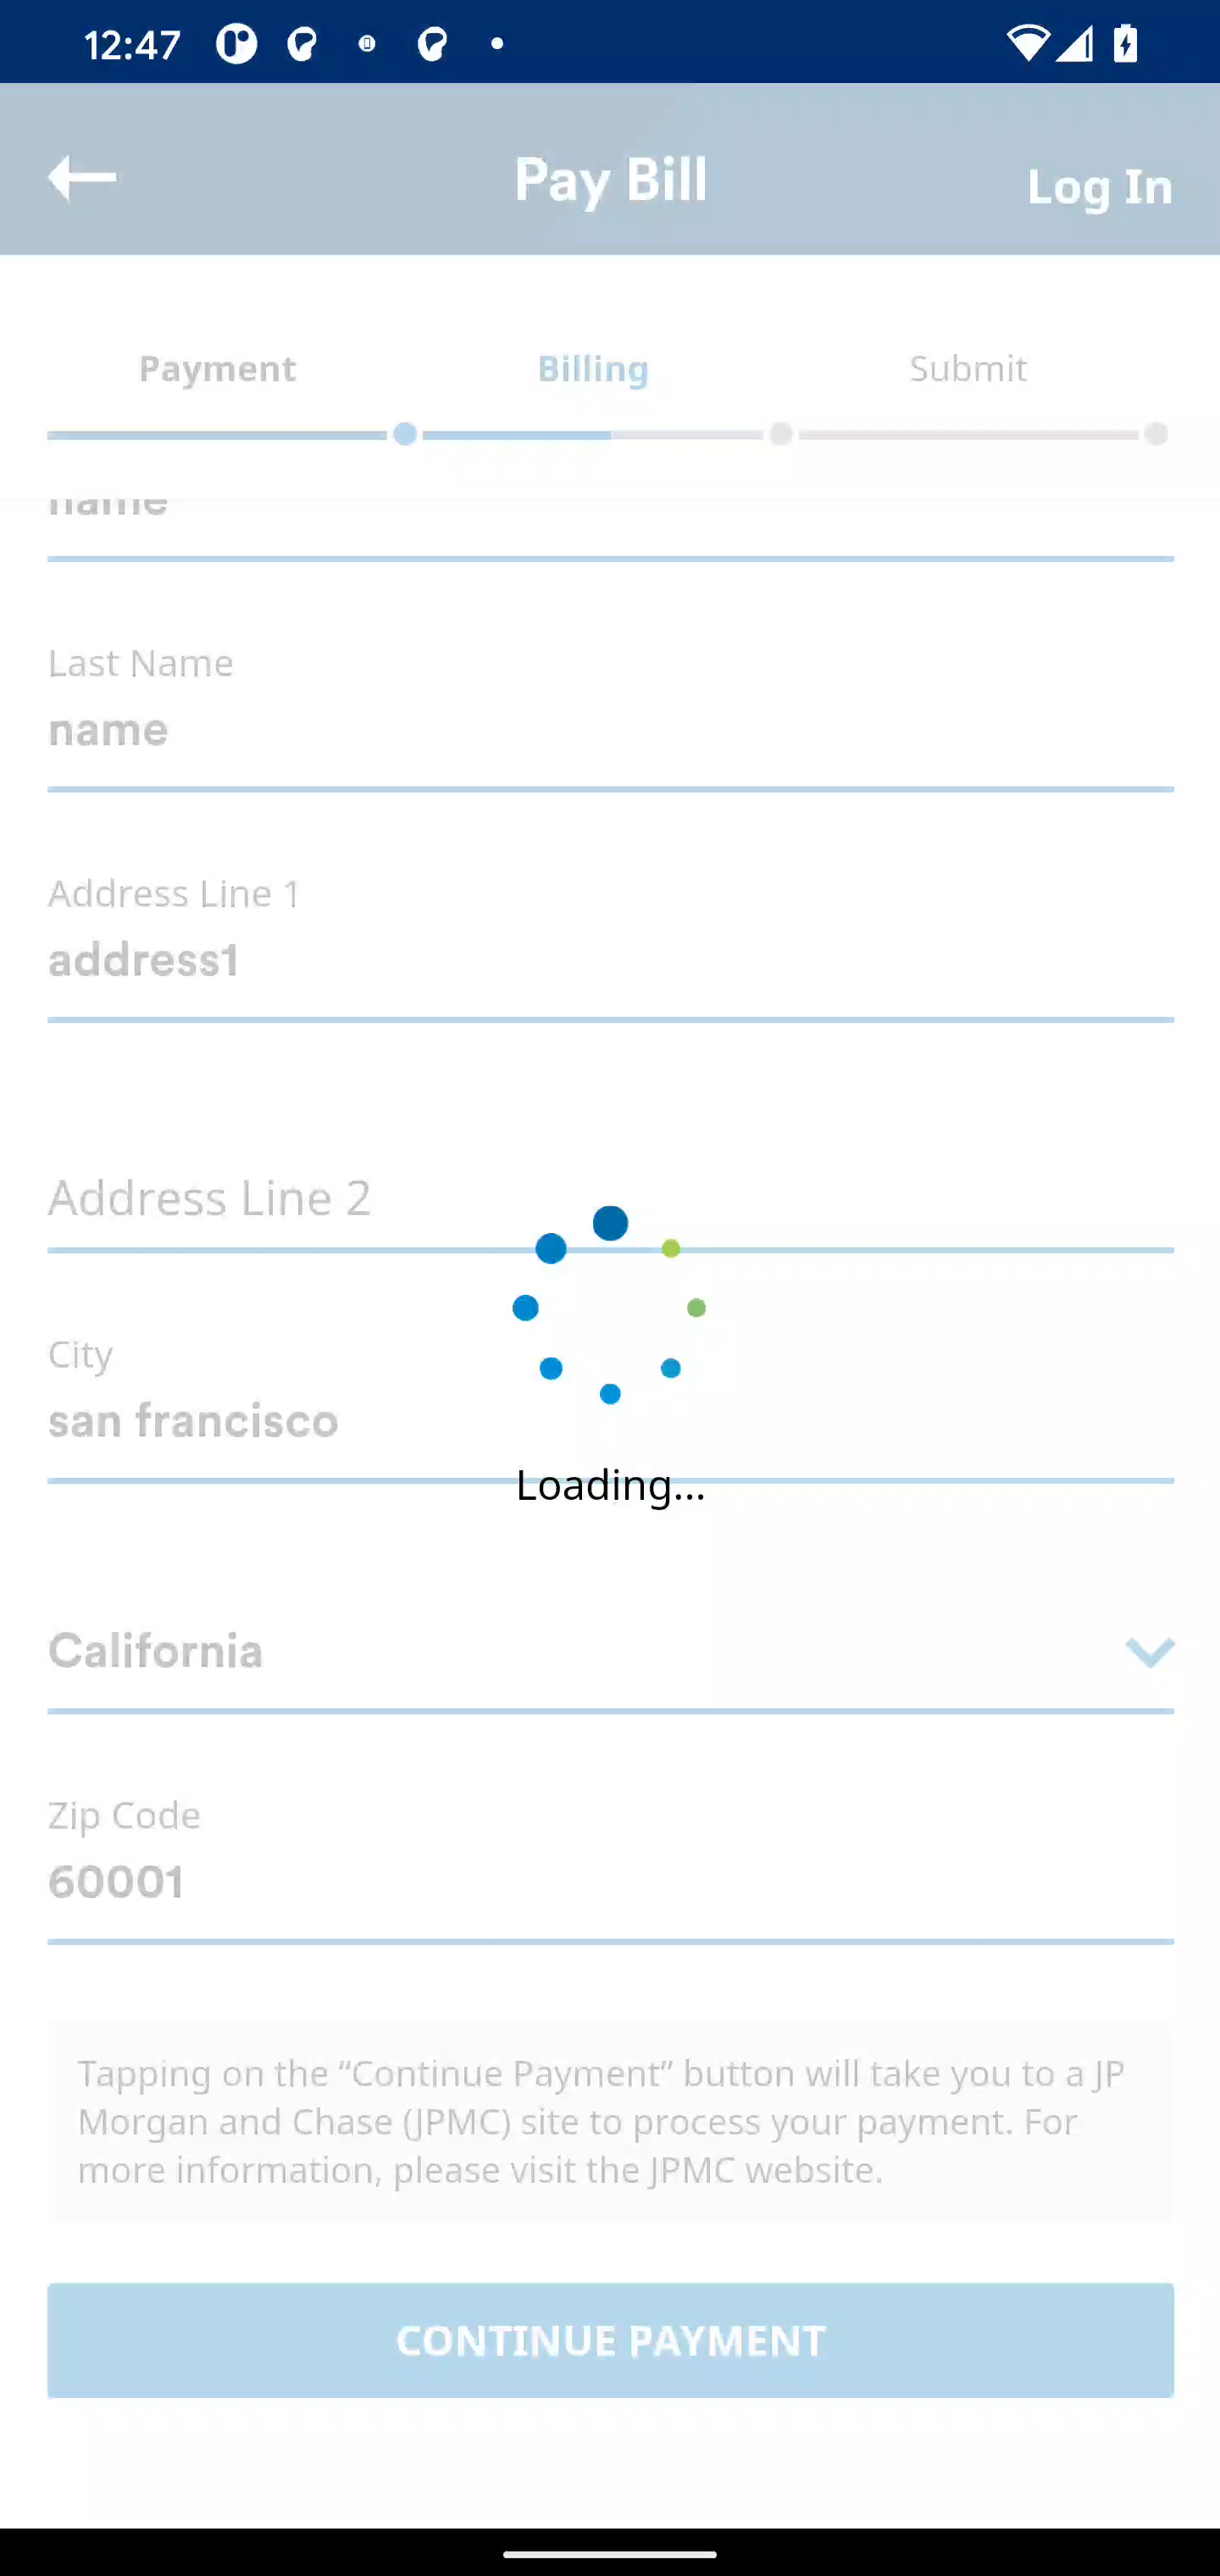 12:47
Pay Bill
Log In
Payment
Billing
Submit
name
Last Name
name
Address Line 1
address1
Address Line 2
City
san francisco
Loading...
California
Zip Code
60001
Tapping on the “Continue Payment” button will take you to a JP
Morgan and Chase (JPMC) site to process your payment. For
more information, please visit the JPMC website.
CONTINUE PAYMENT